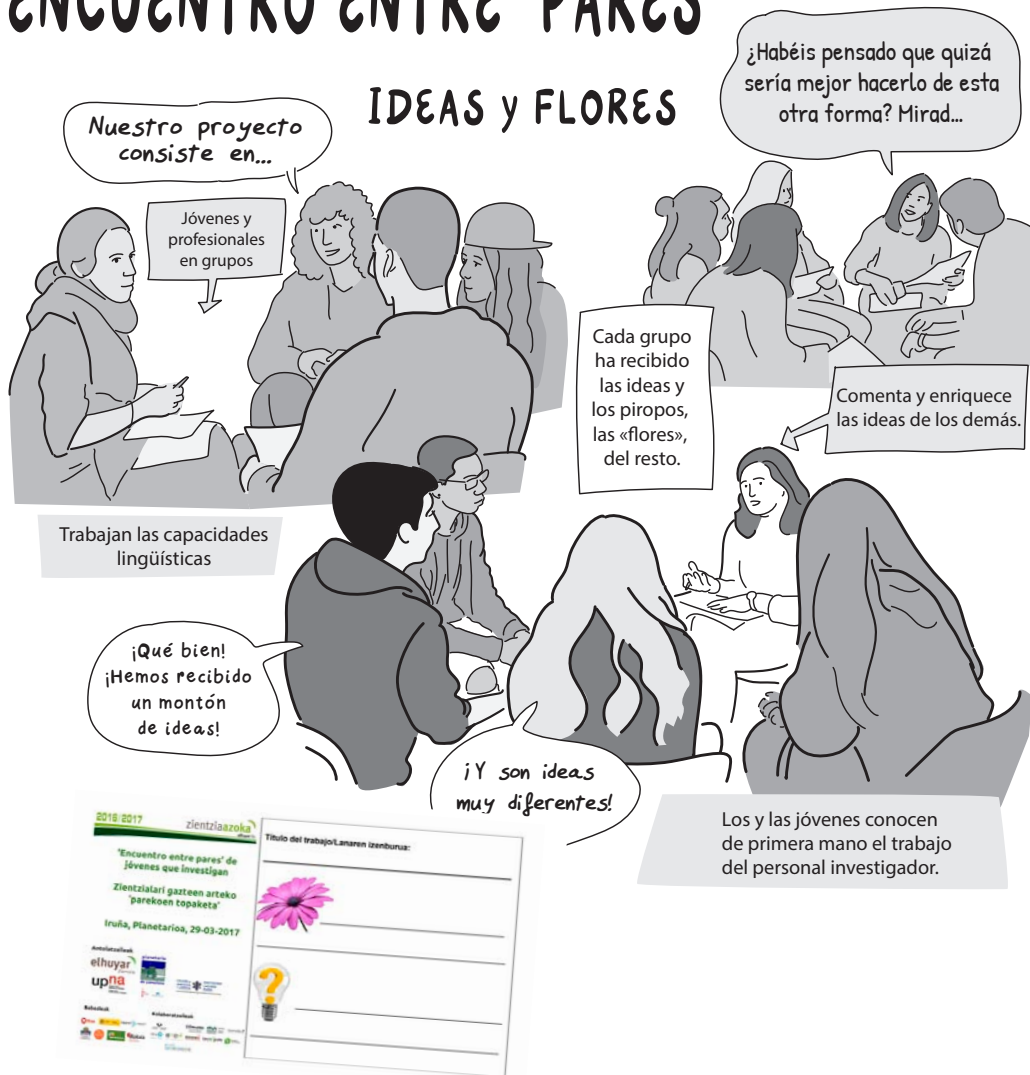 ENCUENTRO ENTRE PARES
IDEAS y FLORES
Nuestro proyecto
consiste en...
Jóvenes y
profesionales
en grupos
¿Habéis pensado que quizá
sería mejor hacerlo de esta
otra forma? Mirad...
Cada grupo
ha recibido
las ideas y
los piropos,
las «flores»,
del resto.
Comenta y enriquece
las ideas de los demás.
Trabajan las capacidades
lingüísticas
¡Qué bien!
¡Hemos recibido
un montón
de ideas!
¡Y son ideas
muy diferentes!
Los y las jóvenes conocen
de primera mano el trabajo
del personal investigador.
2016/2017
zientziaazoka
'Encuentro entre pares' de
jóvenes que investigan
Zientzialari gazteen arteko
'parekoen topaketa'
Iruña, Planetarioa, 29-03-2017
Antolatzaileak
elhuyar
upna
Babesleak
Kolaboratzaileak
Título del trabajo/Lanaren izenburua: